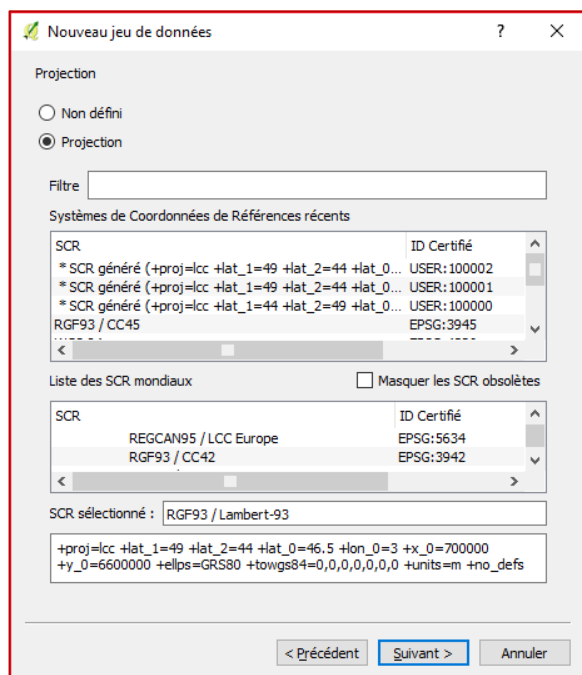 Nouveau jeu de données
Projection
Non défini
Projection
Filtre
Systèmes de Coordonnées de Références récents
SCR ID Certifié
* SCR généré (+proj=lcc +lat_1=49 +lat_2=44 +lat_0... USER:100002
* SCR généré (+proj=lcc +lat_1=49 +lat_2=44 +lat_0... USER:100001
* SCR généré (+proj=lcc +lat_1=44 +lat_2=49 +lat_0... USER:100000
RGF93 / CC45 EPSG:3945
Liste des SCR mondiaux Masquer les SCR obsolètes
SCR ID Certifié
REGCAN95 / LCC Europe EPSG:5634
RGF93 / CC42 EPSG:3942
SCR sélectionné : RGF93 / Lambert-93
+proj=lcc +lat_1=49 +lat_2=44 +lat_0=46.5 +lon_0=3 +x_0=700000
+y_0=6600000 +ellps=GRS80 +towgs84=0,0,0,0,0,0,0 +units=m +no_defs
< Précédent Suivant > Annuler